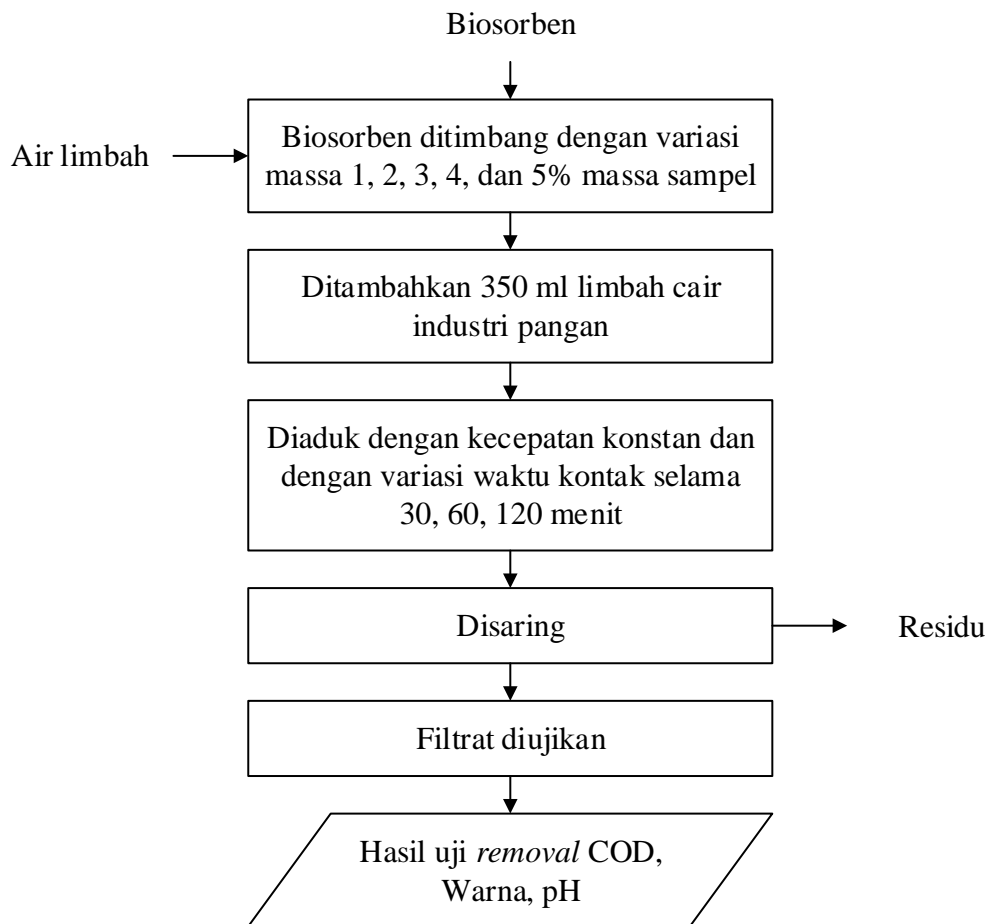 Biosorben
Air limbah
Biosorben ditimbang dengan variasi
massa 1, 2, 3, 4, dan 5% massa sampel
Ditambahkan 350 ml limbah cair
industri pangan
Diaduk dengan kecepatan konstan dan
dengan variasi waktu kontak selama
30, 60, 120 menit
Disaring
Residu
Filtrat diujikan
Hasil uji removal COD,
Warna, pH